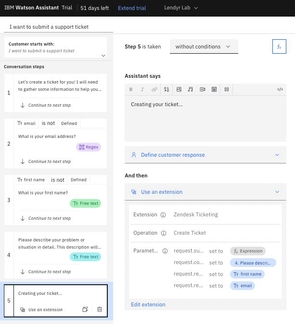 IBM Watson Assistant Trial 51 days left Extend trial Lendyr Lab
I want to submit a support ticket
Customer starts with:
I want to submit a support ticket
Conversation steps
1
Let's create a ticket for you! I will
need to gather some information to help you...
Continue to next step
2
email is not Defined
What is your email address?
Regex
Continue to next step
3
first name is not Defined
What is your first name?
Free text
Continue to next step
4
Please describe your problem or
situation in detail. This description will...
Free text
Continue to next step
5
Creating your ticket...
Use an extension
Step 5 is taken without conditions
Assistant says
Creating your ticket...
Define customer response
And then
Use an extension
Extension Zendesk Ticketing
Operation Create Ticket
Paramet... request.su... set to Expression
request.co... set to 4. Please descri...
request.re... set to first name
request.re... set to email
Edit extension